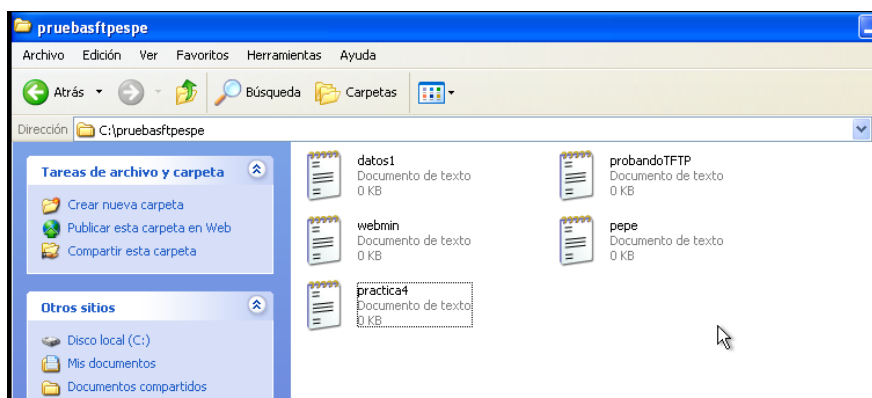 pruebasftpespe
Archivo Edición Ver Favoritos Herramientas Ayuda
Atrás Búsqueda Carpetas
Dirección C:\pruebasftpespe
Tareas de archivo y carpeta
Crear nueva carpeta
Publicar esta carpeta en Web
Compartir esta carpeta
Otros sitios
Disco local (C:)
Mis documentos
Documentos compartidos
datos1
Documento de texto
0 KB
probandoTFTP
Documento de texto
0 KB
webmin
Documento de texto
0 KB
pepe
Documento de texto
0 KB
practica4
Documento de texto
0 KB